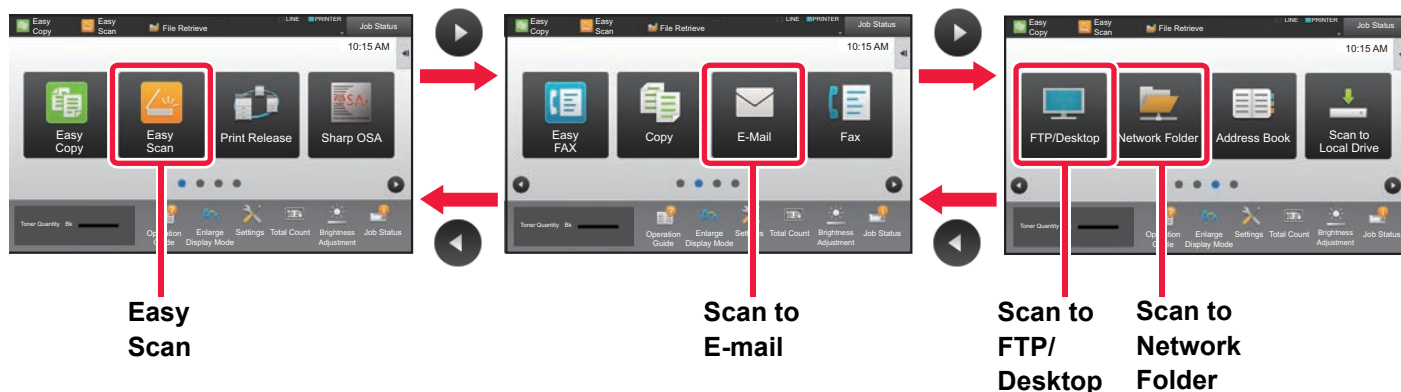 Easy
Copy
Easy
Scan
File Retrieve
LINE
PRINTER
Job Status
10:15 AM
Easy
Copy
Easy
Scan
Print Release
Sharp OSA
Toner Quantity Bk
Operation
Guide
Enlarge
Display Mode
Settings
Total Count
Brightness
Adjustment
Job Status
Easy
Copy
Easy
Scan
File Retrieve
LINE
PRINTER
Job Status
10:15 AM
Easy
FAX
Copy
E-Mail
Fax
Toner Quantity Bk
Operation
Guide
Enlarge
Display Mode
Settings
Total Count
Brightness
Adjustment
Job Status
Easy
Copy
Easy
Scan
File Retrieve
LINE
PRINTER
Job Status
10:15 AM
FTP/Desktop
Network Folder
Address Book
Scan to
Local Drive
Toner Quantity
Operation
Guide
Enlarge
Display Mode
Settings
Total Count
Brightness
Adjustment
Job Status
Easy
Scan
Scan to
E-mail
Scan to
FTP/
Desktop
Scan to
Network
Folder